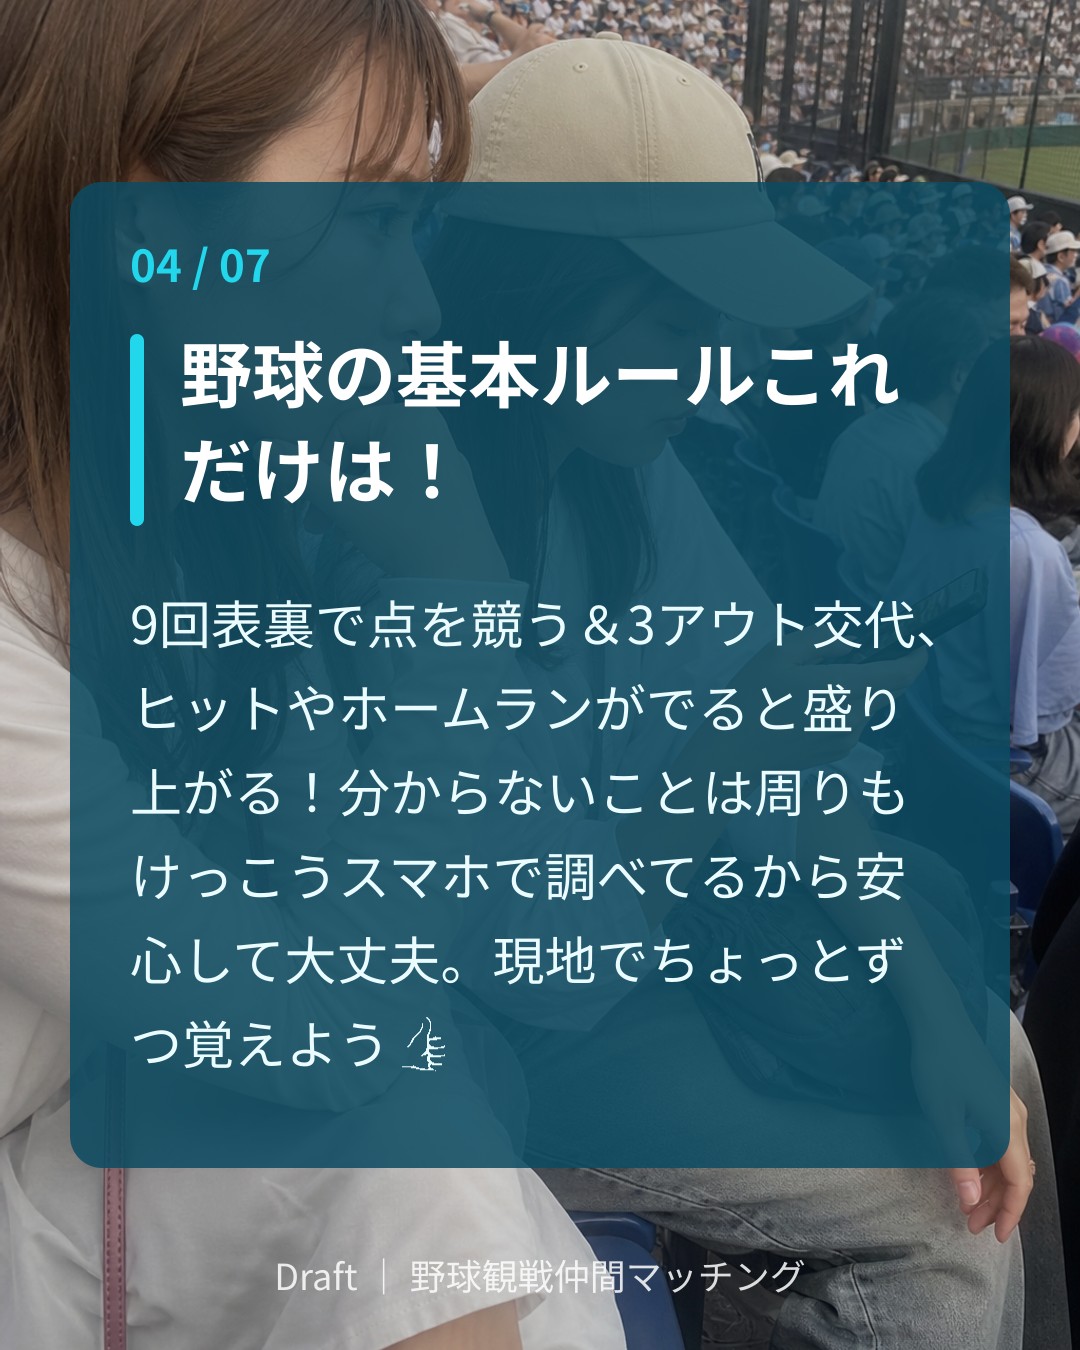 04 / 07
野球の基本ルールこれ
だけは！
9回表裏で点を競う＆3アウト交代、
ヒットやホームランがでると盛り
上がる！分からないことは周りも
けっこうスマホで調べてるから安
心して大丈夫。現地でちょっとず
つ覚えよう👍
Draft ｜ 野球観戦仲間マッチング